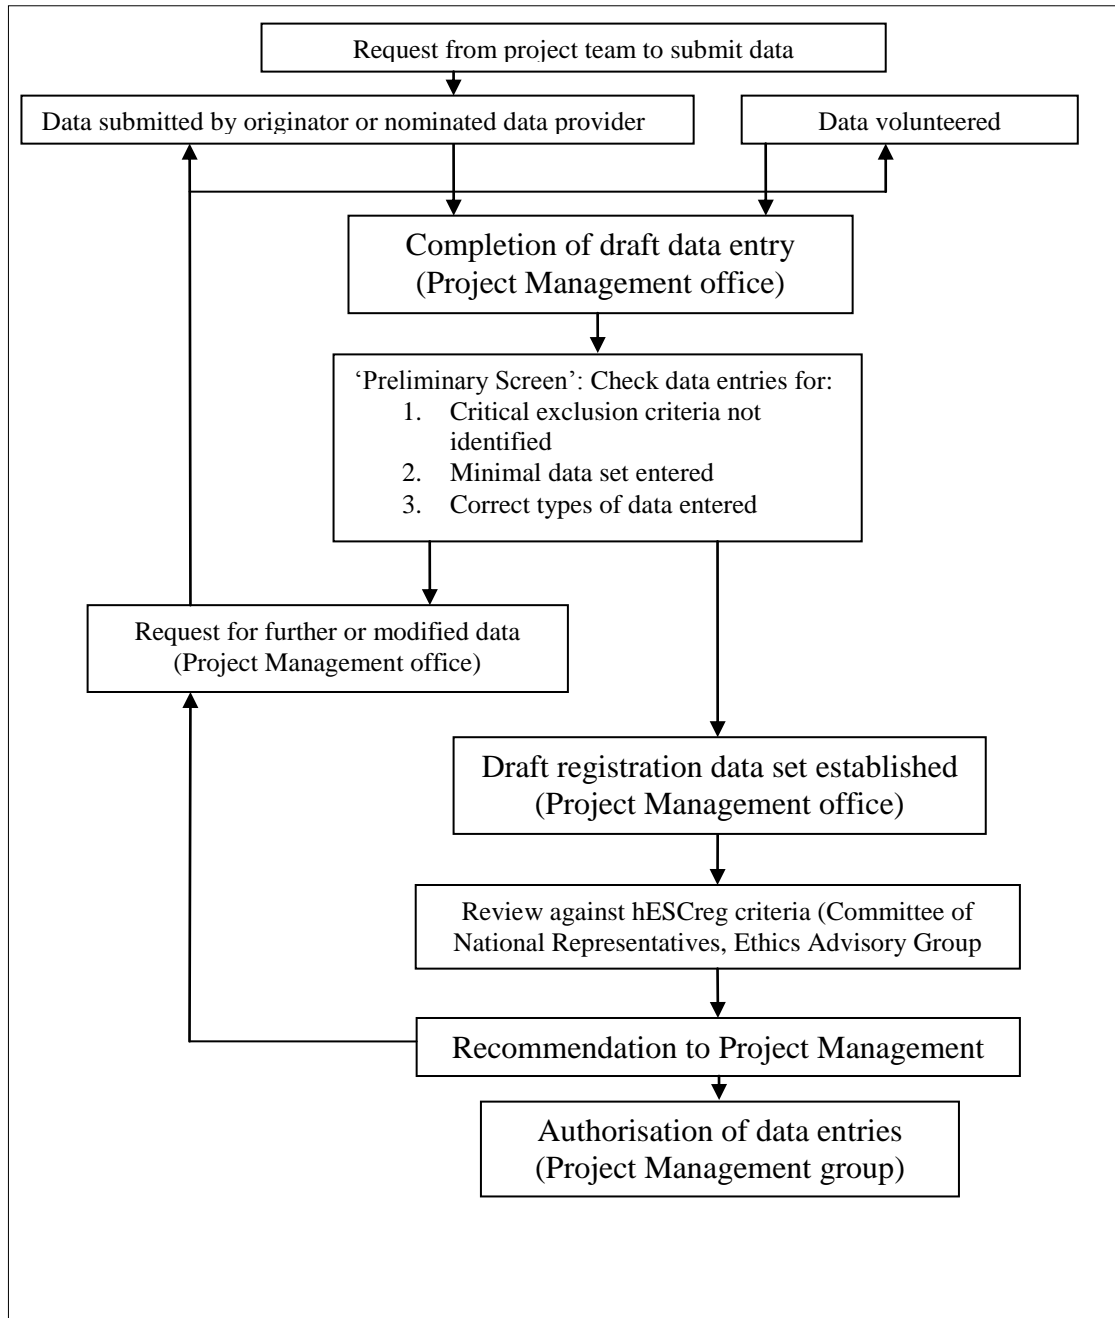 Request from project team to submit data
Data submitted by originator or nominated data provider
Data volunteered
Completion of draft data entry
(Project Management office)
‘Preliminary Screen’: Check data entries for:
1. Critical exclusion criteria not
identified
2. Minimal data set entered
3. Correct types of data entered
Request for further or modified data
(Project Management office)
Draft registration data set established
(Project Management office)
Review against hESCreg criteria (Committee of
National Representatives, Ethics Advisory Group
Recommendation to Project Management
Authorisation of data entries
(Project Management group)